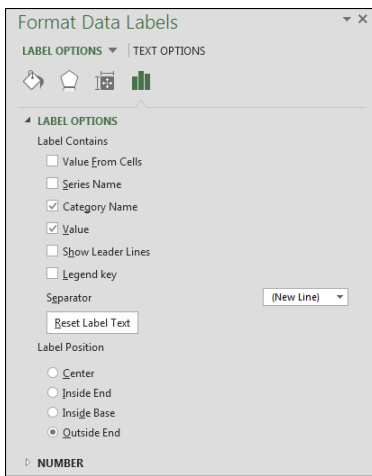 Format Data Labels
LABEL OPTIONS TEXT OPTIONS
LABEL OPTIONS
Label Contains
Value From Cells
Series Name
Category Name
Value
Show Leader Lines
Legend key
Separator (New Line)
Reset Label Text
Label Position
Center
Inside End
Inside Base
Outside End
NUMBER